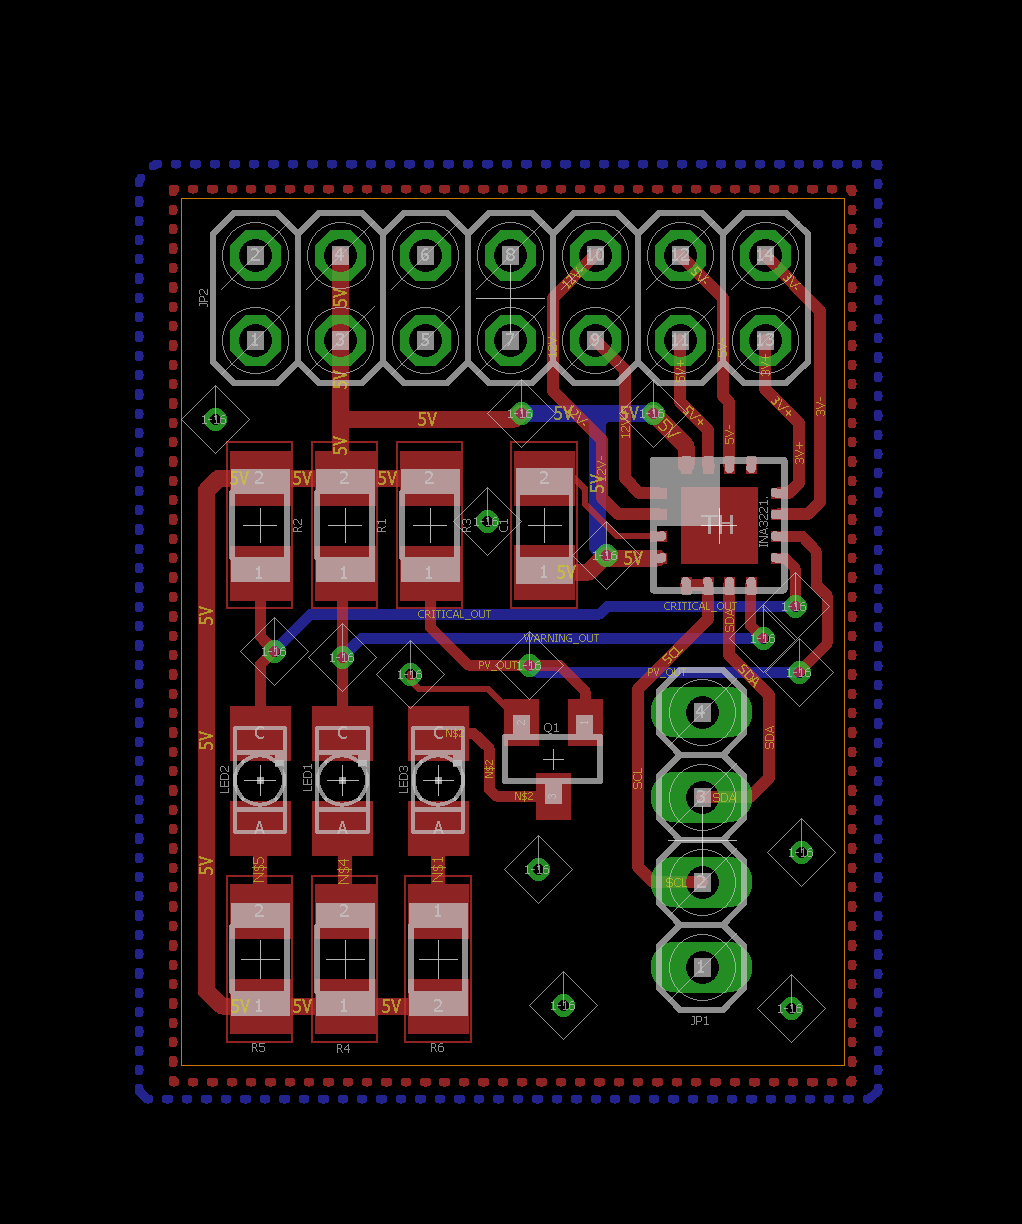 JP2
2 4 6 8 10 12 14
1 3 5 7 9 11 13
5V 5V 5V
12V- 5V- 3V-
12V- 5V- 5V+ 3V+
5V+ 3V+ 3V-
12V- 12V- 5V- 3V+
1-16 5V 1-16 5V 5V 1-16 5V
12V-
5V
5V 2 5V 2 5V 2 2
R2 R1 R3 C1
1-16
TH
INA3221.
1 1 1 5V 1 1-16 5V
5V
CRITICAL_OUT CRITICAL_OUT 1-16
SDA
WARNING_OUT 1-16
1-16 1-16 1-16 PV_OUT 1-16 SCL PV_OUT SDA 1-16
4
2 Q1 1
5V C C C N$2
N$2
SDA
LED2 LED1 LED3
SCL
N$2 3
3 SDA
A A A
5V N$5 N$4 N$1
1-16 1-16
SCL 2
2 2 1
1
5V 1 5V 1 5V 2
1-16 1-16
JP1
R5 R4 R6